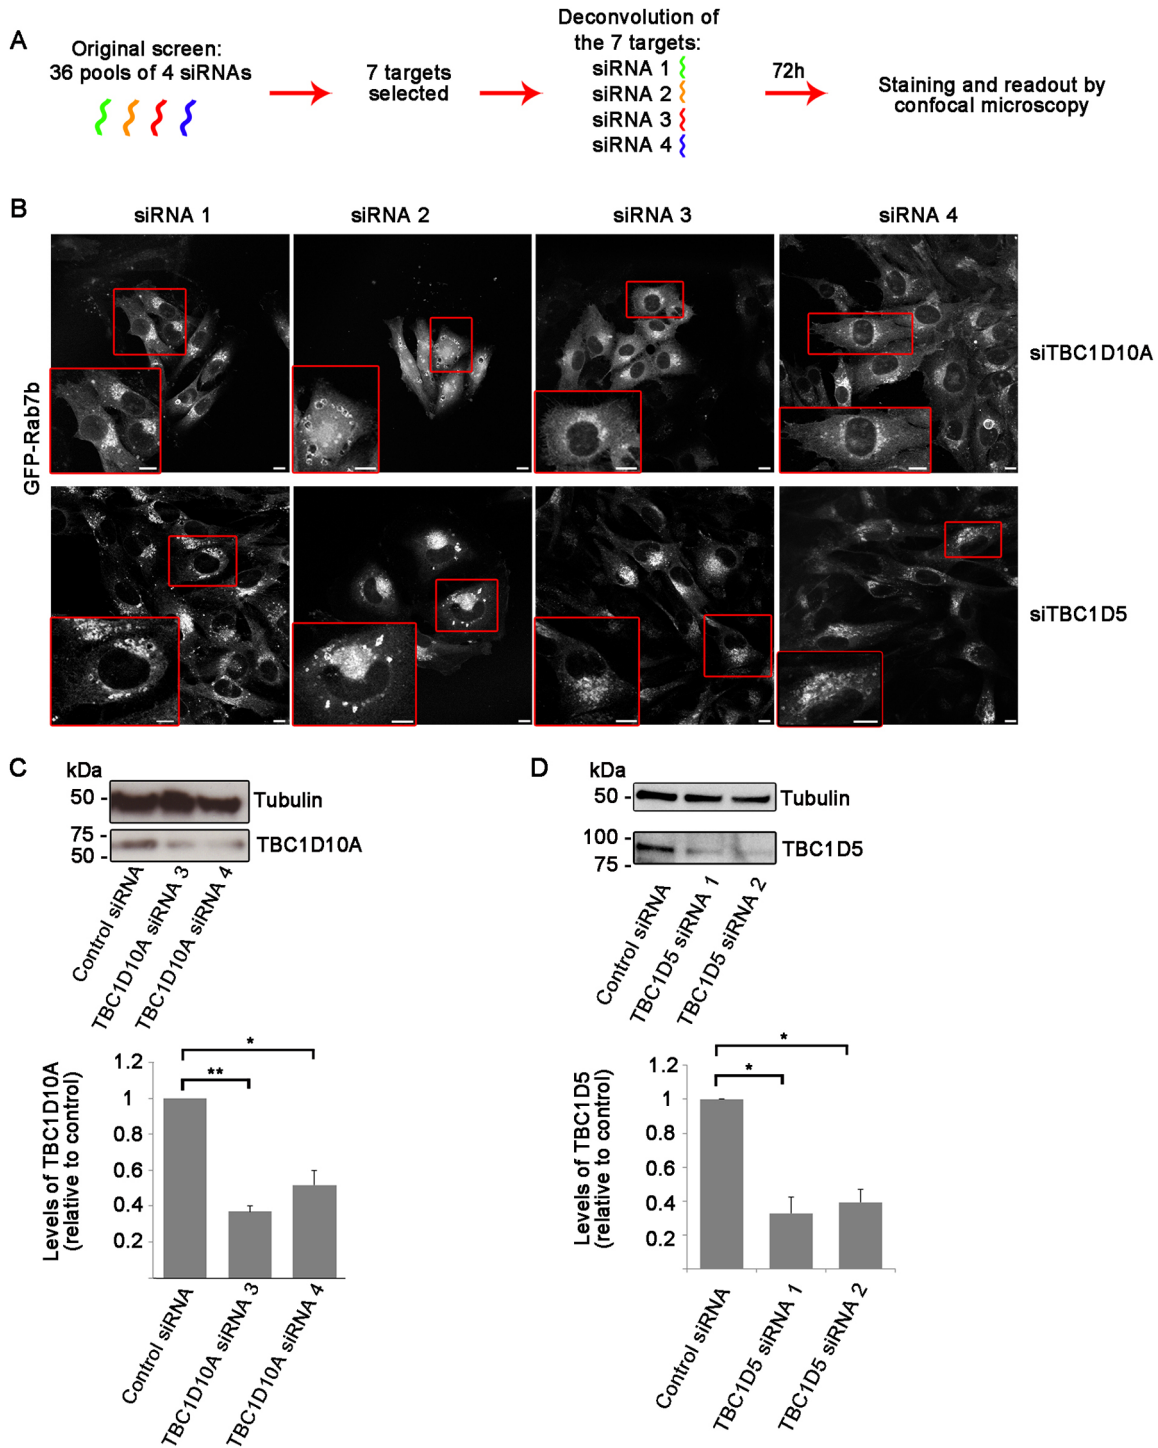 A
Original screen:
36 pools of 4 siRNAs
7 targets
selected
Deconvolution of
the 7 targets:
siRNA 1
siRNA 2
siRNA 3
siRNA 4
72h
Staining and readout by
confocal microscopy
B
siRNA 1
siRNA 2
siRNA 3
siRNA 4
GFP-Rab7b
siTBC1D10A
siTBC1D5
C
kDa
50 -
Tubulin
75 -
50 -
TBC1D10A
Control siRNA
TBC1D10A siRNA 3
TBC1D10A siRNA 4
Levels of TBC1D10A
(relative to control)
1.2
1
0.8
0.6
0.4
0.2
**
*
Control siRNA
TBC1D10A siRNA 3
TBC1D10A siRNA 4
D
kDa
50 -
Tubulin
100 -
75 -
TBC1D5
Control siRNA
TBC1D5 siRNA 1
TBC1D5 siRNA 2
Levels of TBC1D5
(relative to control)
1.2
1
0.8
0.6
0.4
0.2
*
*
Control siRNA
TBC1D5 siRNA 1
TBC1D5 siRNA 2